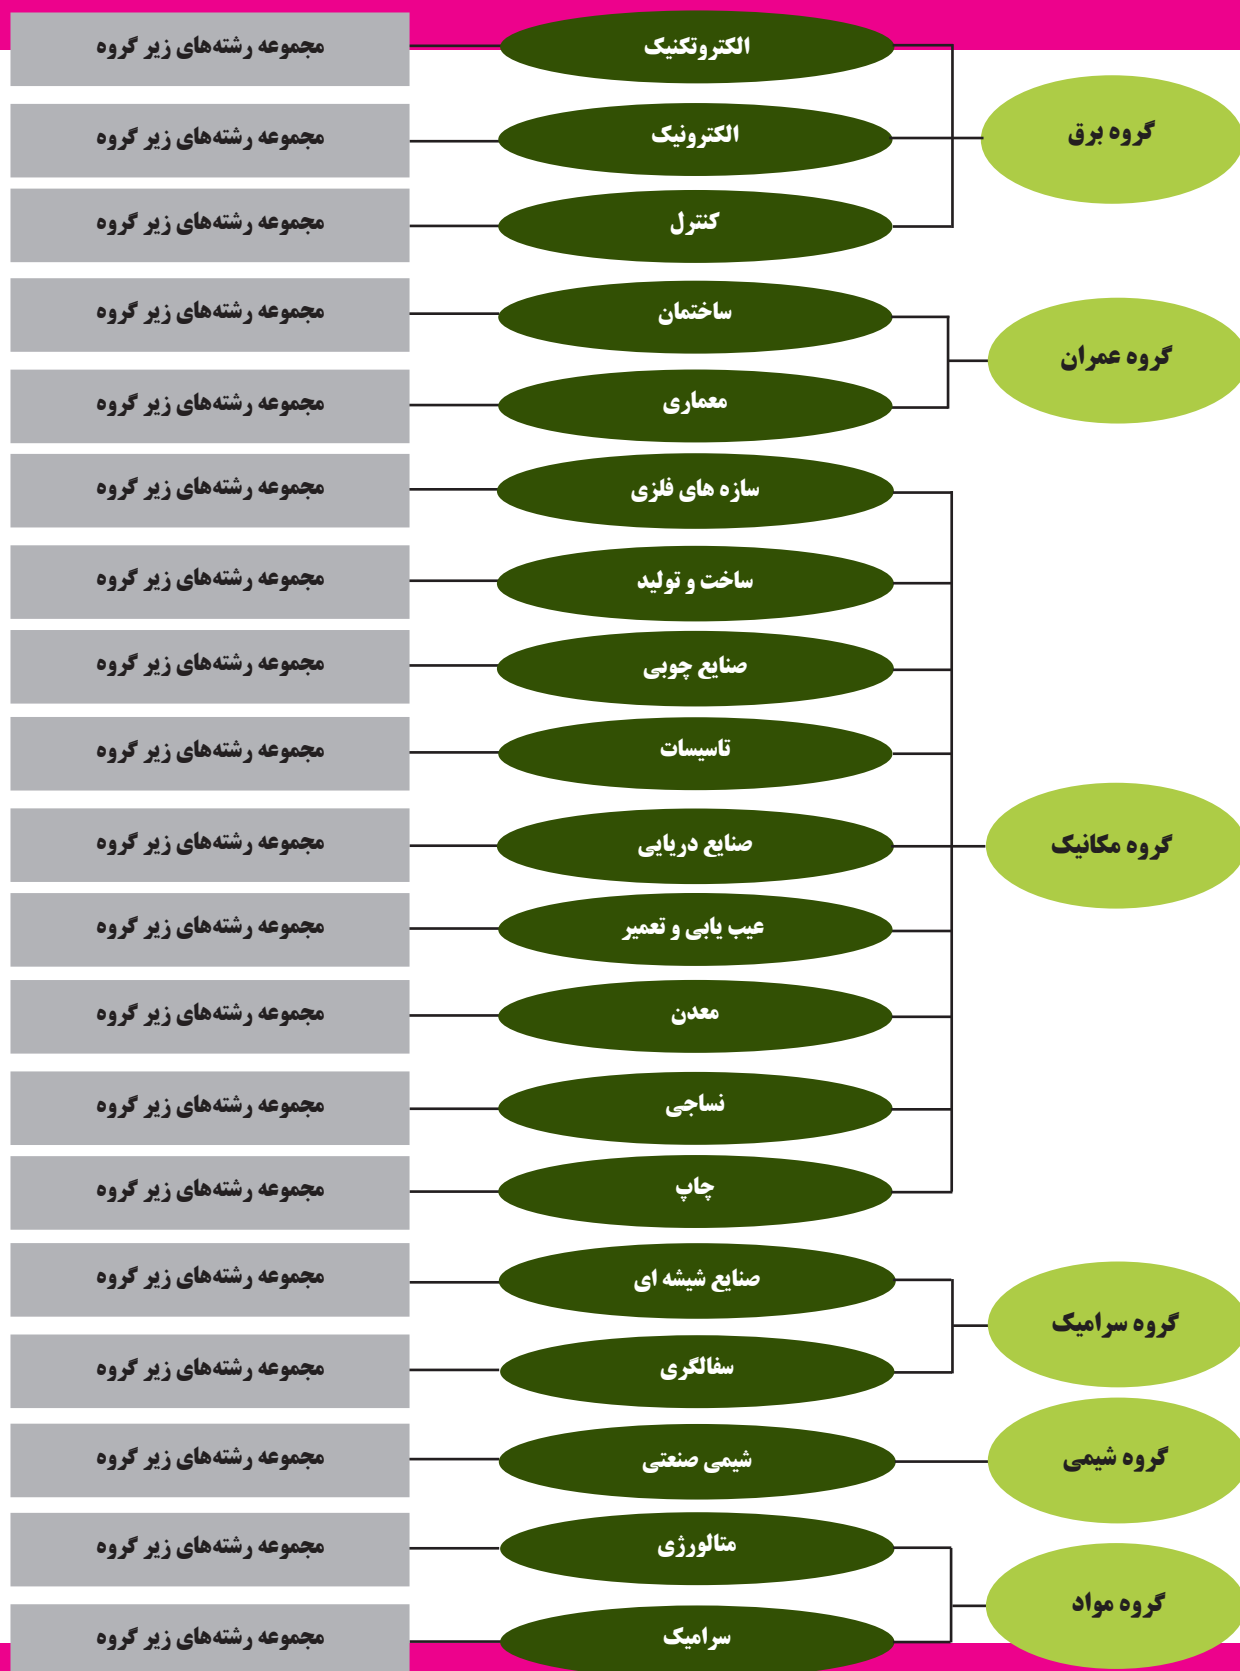 گروه برق
الکتروتکنیک
مجموعه رشته‌های زیر گروه
الکترونیک
مجموعه رشته‌های زیر گروه
کنترل
مجموعه رشته‌های زیر گروه
گروه عمران
ساختمان
مجموعه رشته‌های زیر گروه
معماری
مجموعه رشته‌های زیر گروه
گروه مکانیک
سازه های فلزی
مجموعه رشته‌های زیر گروه
ساخت و تولید
مجموعه رشته‌های زیر گروه
صنایع چوبی
مجموعه رشته‌های زیر گروه
تاسیسات
مجموعه رشته‌های زیر گروه
صنایع دریایی
مجموعه رشته‌های زیر گروه
عیب یابی و تعمیر
مجموعه رشته‌های زیر گروه
معدن
مجموعه رشته‌های زیر گروه
نساجی
مجموعه رشته‌های زیر گروه
چاپ
مجموعه رشته‌های زیر گروه
گروه سرامیک
صنایع شیشه ای
مجموعه رشته‌های زیر گروه
سفالگری
مجموعه رشته‌های زیر گروه
گروه شیمی
شیمی صنعتی
مجموعه رشته‌های زیر گروه
گروه مواد
متالورژی
مجموعه رشته‌های زیر گروه
سرامیک
مجموعه رشته‌های زیر گروه